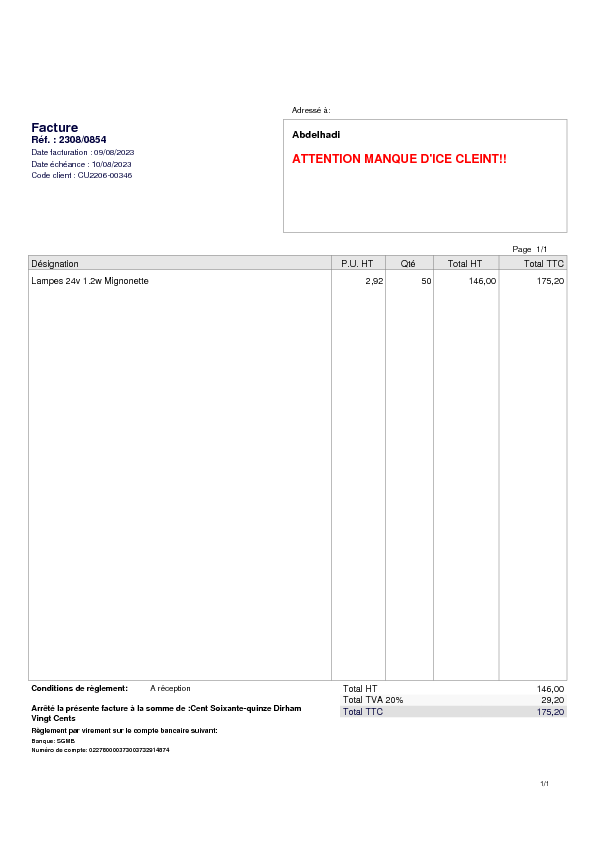 Adressé à:
Facture
Réf. : 2308/0854
Date facturation : 09/08/2023
Date échéance : 10/08/2023
Code client : CU2206-00346
Abdelhadi
ATTENTION MANQUE D'ICE CLEINT!!
Page 1/1
Désignation P.U. HT Qté Total HT Total TTC
Lampes 24v 1.2w Mignonette 2,92 50 146,00 175,20
Conditions de règlement: A réception
Total HT 146,00
Total TVA 20% 29,20
Total TTC 175,20
Arrêté la présente facture à la somme de :Cent Soixante-quinze Dirham
Vingt Cents
Règlement par virement sur le compte bancaire suivant:
Banque: SGMB
Numéro de compte:
1/1